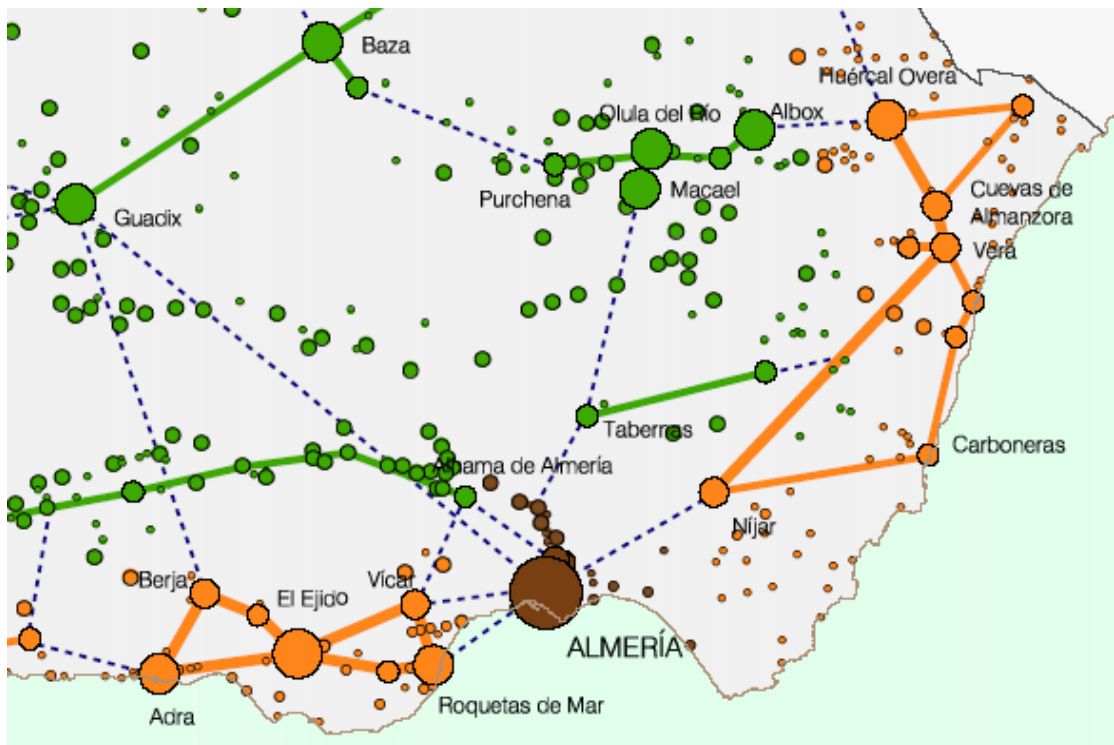 Baza
Huércal Overa
Olula del Río
Albox
Purchena
Macael
Cuevas de
Almanzora
Guadix
Vera
Tabernas
Carboneras
Alhama de Almería
Níjar
Berja
Vícar
El Ejido
ALMERÍA
Roquetas de Mar
Adra